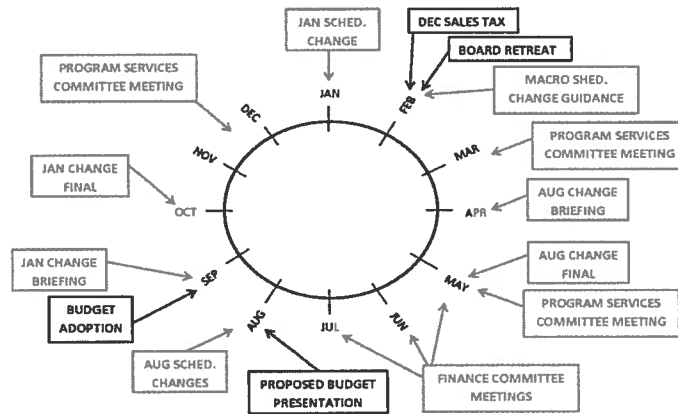 JAN SCHED.
CHANGE
DEC SALES TAX
BOARD RETREAT
PROGRAM SERVICES
COMMITTEE MEETING
MACRO SHED.
CHANGE GUIDANCE
JAN
FEB
DEC
MAR
NOV
PROGRAM SERVICES
COMMITTEE MEETING
JAN CHANGE
FINAL
OCT
APR
AUG CHANGE
BRIEFING
JAN CHANGE
BRIEFING
SEP
MAY
AUG CHANGE
FINAL
BUDGET
ADOPTION
PROGRAM SERVICES
COMMITTEE MEETING
AUG
JUL
JUN
AUG SCHED.
CHANGES
PROPOSED BUDGET
PRESENTATION
FINANCE COMMITTEE
MEETINGS